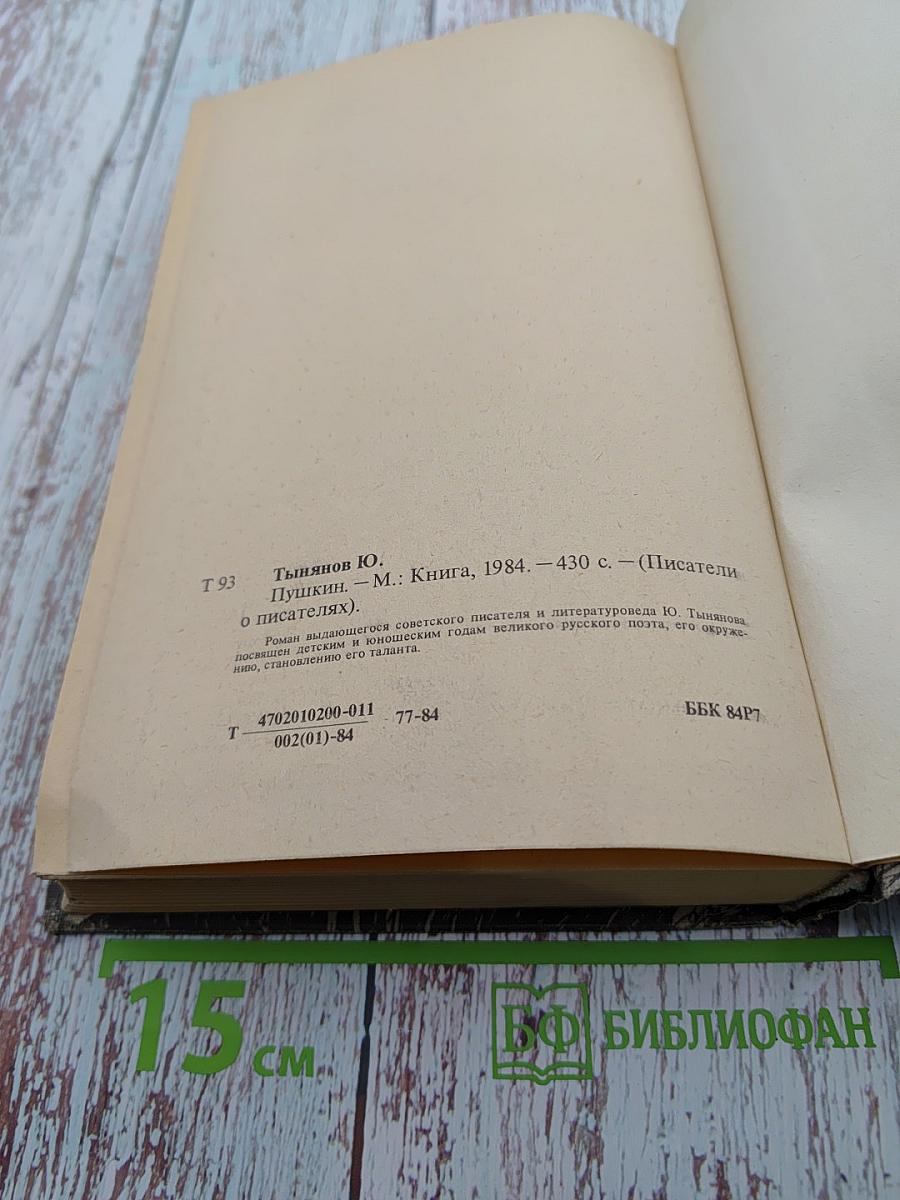 Тынянов Ю.
Т 93 Пушкин. — М.: Книга, 1984. — 430 с. — (Писатели
о писателях).
Роман выдающегося советского писателя и литературоведа Ю. Тынянова
посвящен детским и юношеским годам великого русского поэта, его окруже-
нию, становлению его таланта.
Т 4702010200-011 77-84 ББК 84Р7
002(01)-84
15 см
БФ БИБЛИОФАН